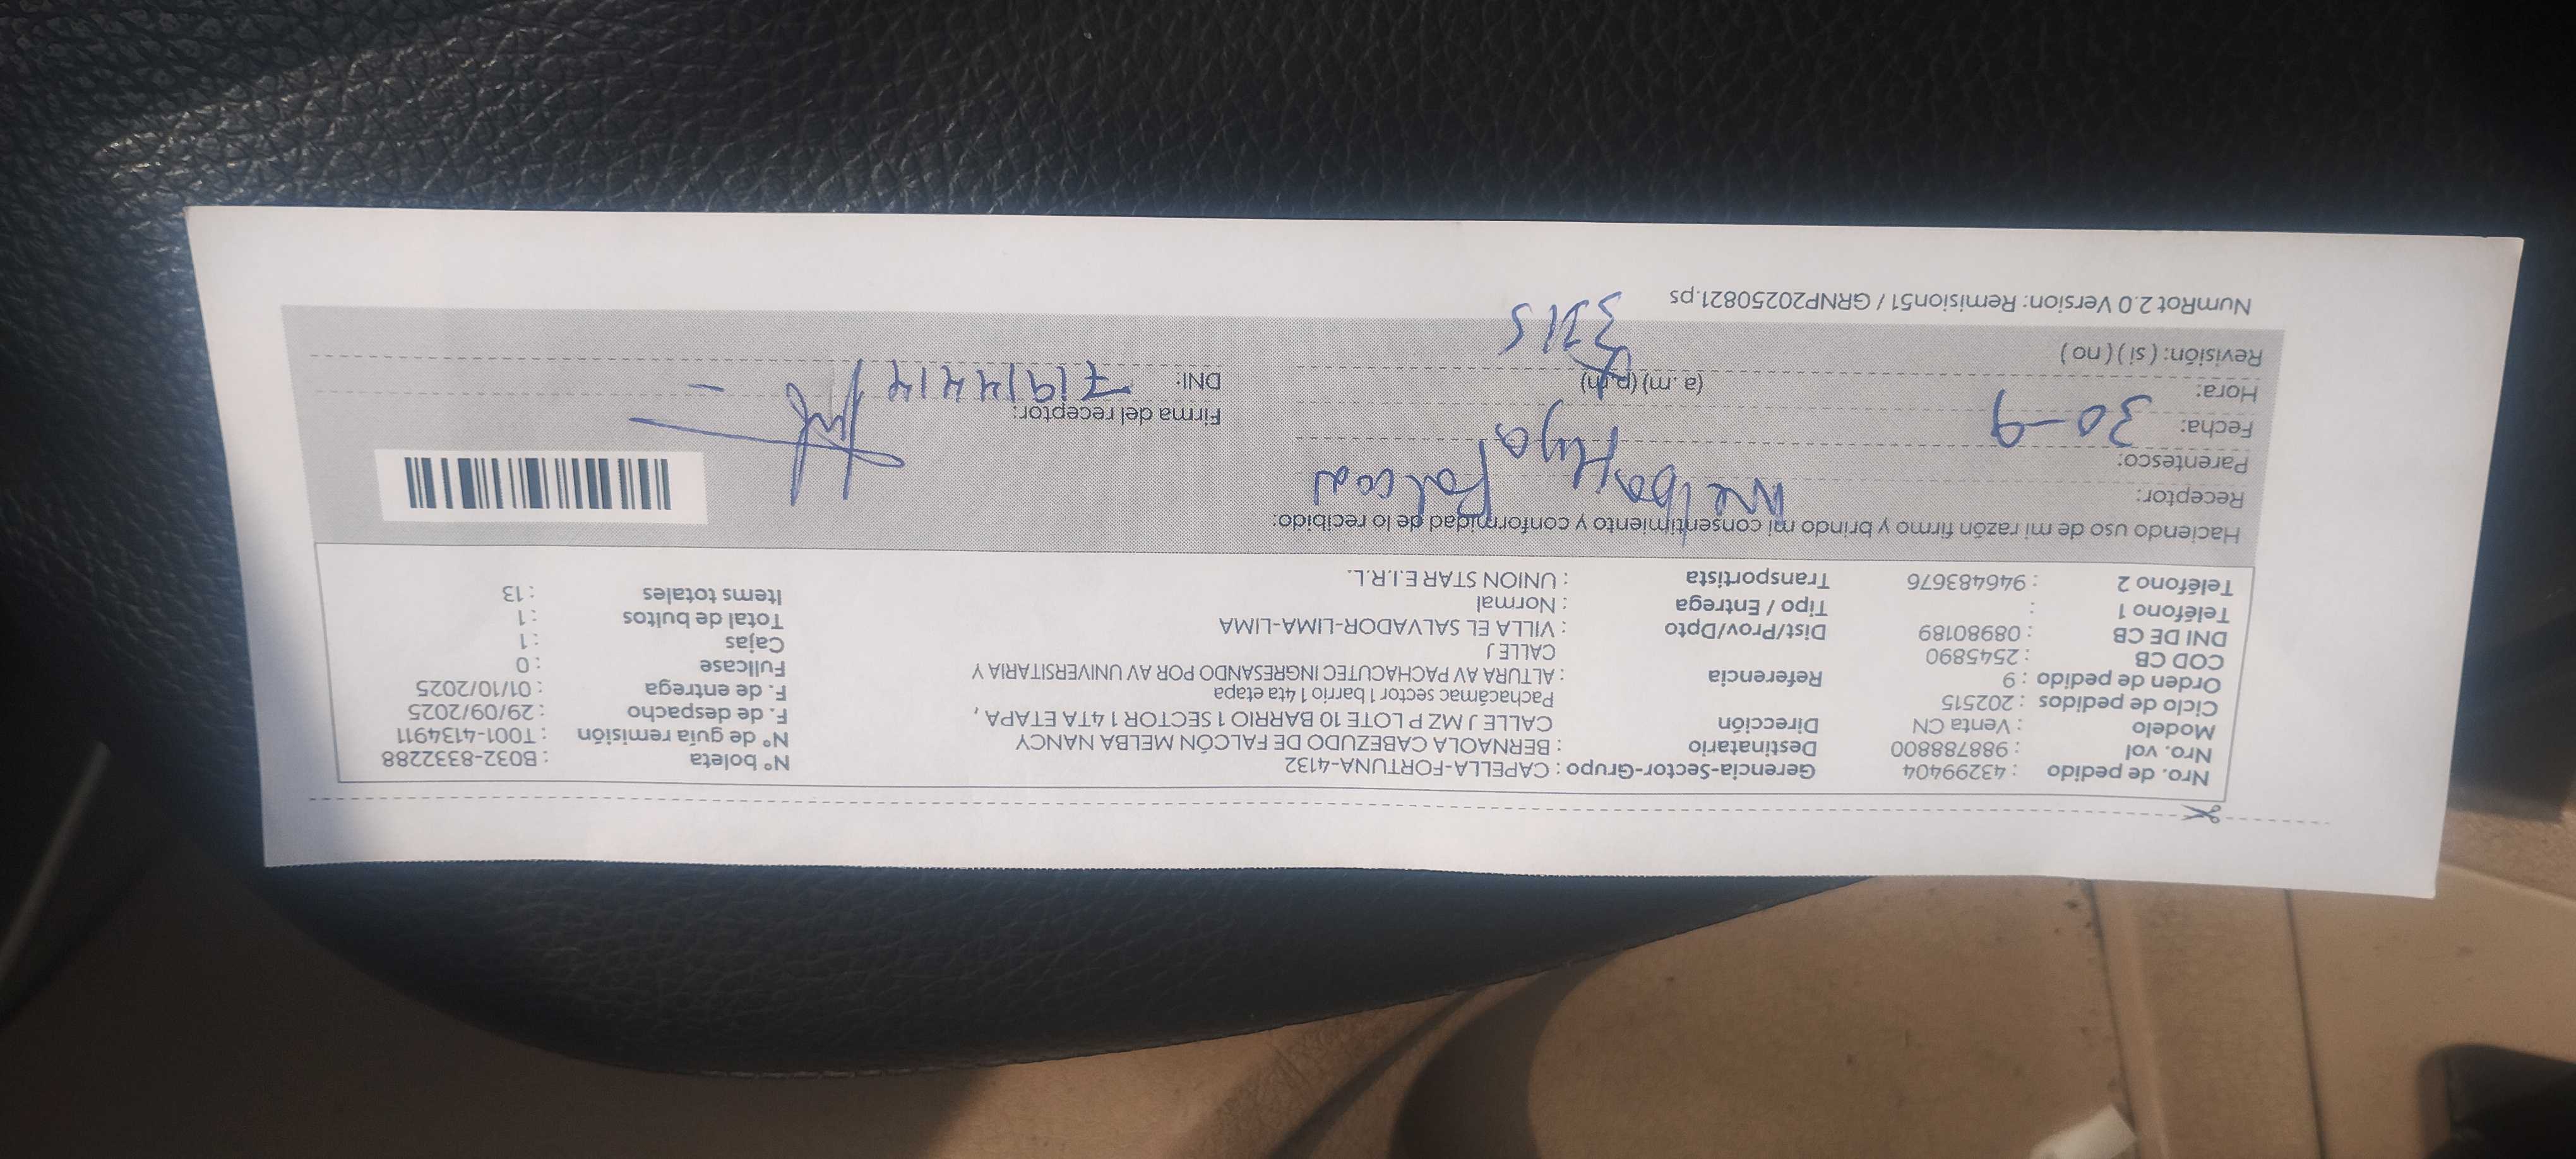 Nro. de pedido : 43299404 Gerencia-Sector-Grupo : CAPELLA-FORTUNA-4132 N° boleta : B032-8332288
Nro. vol : 988788800 Destinatario : BERNAOLA CABEZUDO DE FALCÓN MELBA NANCY N° de guía remisión : T001-4134911
Modelo : Venta CN Dirección CALLE J MZ P LOTE 10 BARRIO 1 SECTOR 1 4TA ETAPA , F. de despacho : 29/09/2025
Ciclo de pedidos : 202515 Pachacámac sector 1 barrio 1 4ta etapa F. de entrega : 01/10/2025
Orden de pedido : 9 Referencia : ALTURA AV PACHACUTEC INGRESANDO POR AV UNIVERSITARIA Y Fullcase : 0
COD CB : 2545890 CALLE J Cajas : 1
DNI DE CB : 08980189 Dist/Prov/Dpto : VILLA EL SALVADOR-LIMA-LIMA Total de bultos : 1
Teléfono 1 : Tipo / Entrega : Normal Items totales : 13
Teléfono 2 : 946483676 Transportista : UNION STAR E.I.R.L.
Haciendo uso de mi razón firmo y brindo mi consentimiento y conformidad de lo recibido:
Receptor: Melba Falcon
Parentesco: Hija
Fecha: 30-9 Firma del receptor:
Hora: (a.m) (p.m) DNI: 71914414
Revisión: ( si ) ( no )
NumRot 2.0 Version: Remision51 / GRNP20250821.ps